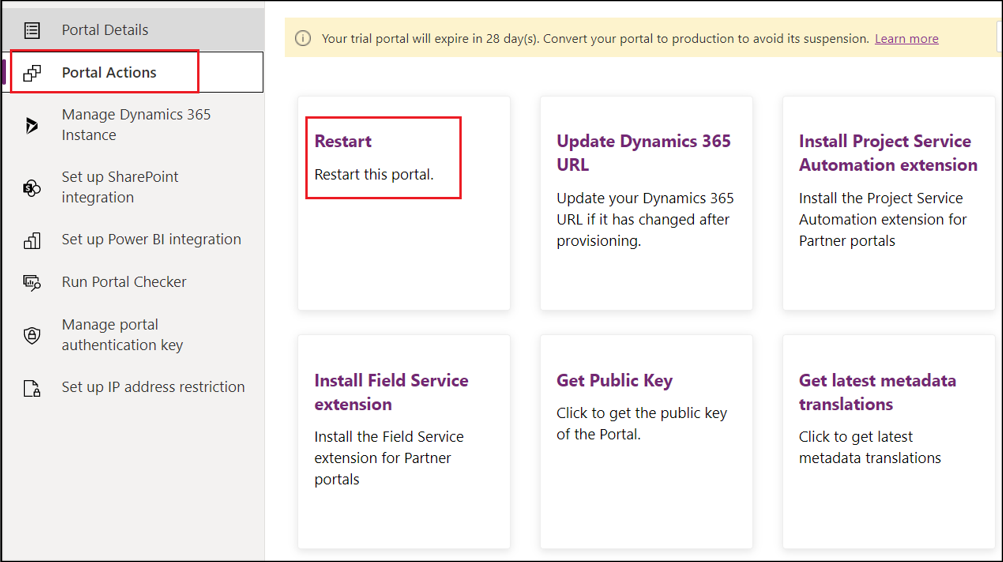 Portal Details
Portal Actions
Manage Dynamics 365
Instance
Set up SharePoint
integration
Set up Power BI integration
Run Portal Checker
Manage portal
authentication key
Set up IP address restriction
Your trial portal will expire in 28 day(s). Convert your portal to production to avoid its suspension. Learn more
Restart
Restart this portal.
Update Dynamics 365
URL
Update your Dynamics 365
URL if it has changed after
provisioning.
Install Project Service
Automation extension
Install the Project Service
Automation extension for
Partner portals
Install Field Service
extension
Install the Field Service
extension for Partner
portals
Get Public Key
Click to get the public key
of the Portal.
Get latest metadata
translations
Click to get latest
metadata translations